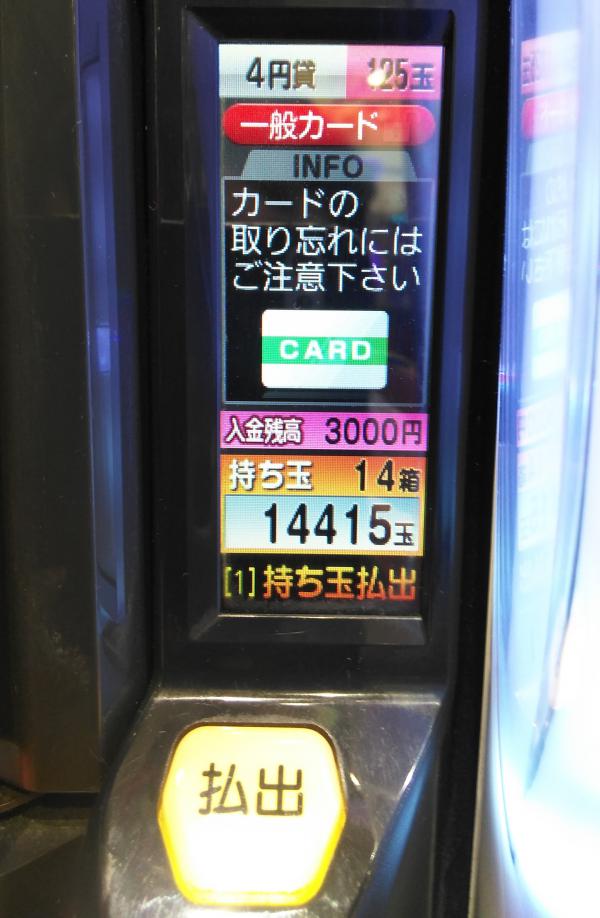 4円貸 125玉
一般カード
INFO
カードの
取り忘れには
ご注意下さい
CARD
入金残高 3000円
持ち玉 14箱
14415玉
[1]持ち玉払出
払出